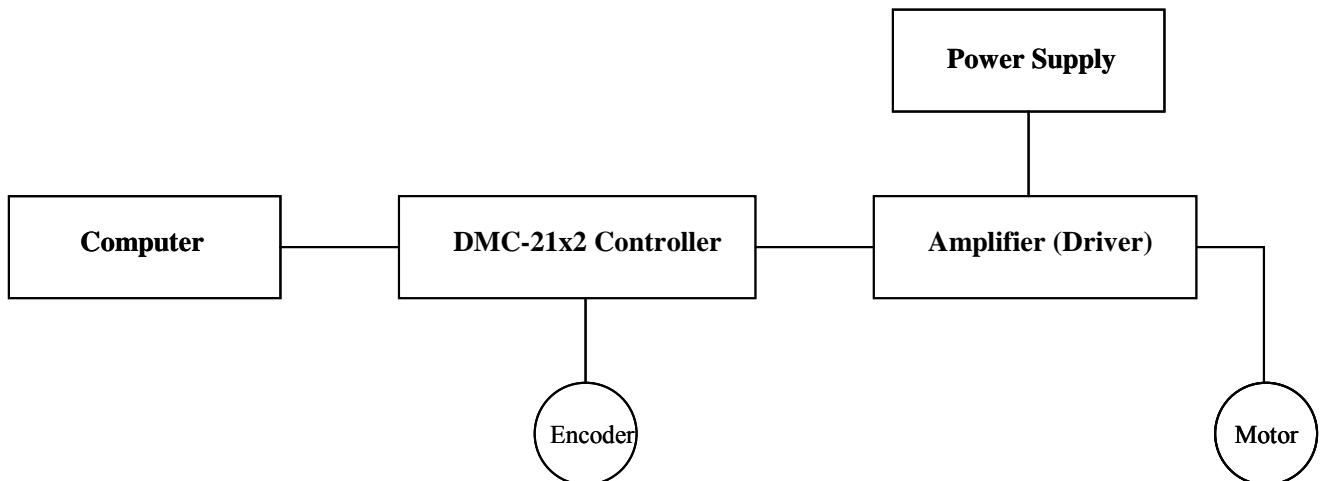 Power Supply
Computer
DMC-21x2 Controller
Amplifier (Driver)
Encoder
Motor